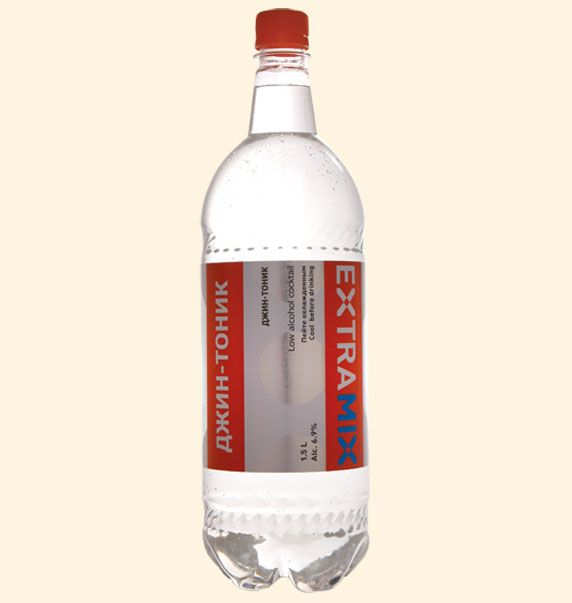 ДЖИН-ТОНИК
ДЖИН-ТОНИК
Low alcohol cocktail
Пейте охлажденным
Cool before drinking
1.5 L
Alc. 6.9%
EXTRAMIX